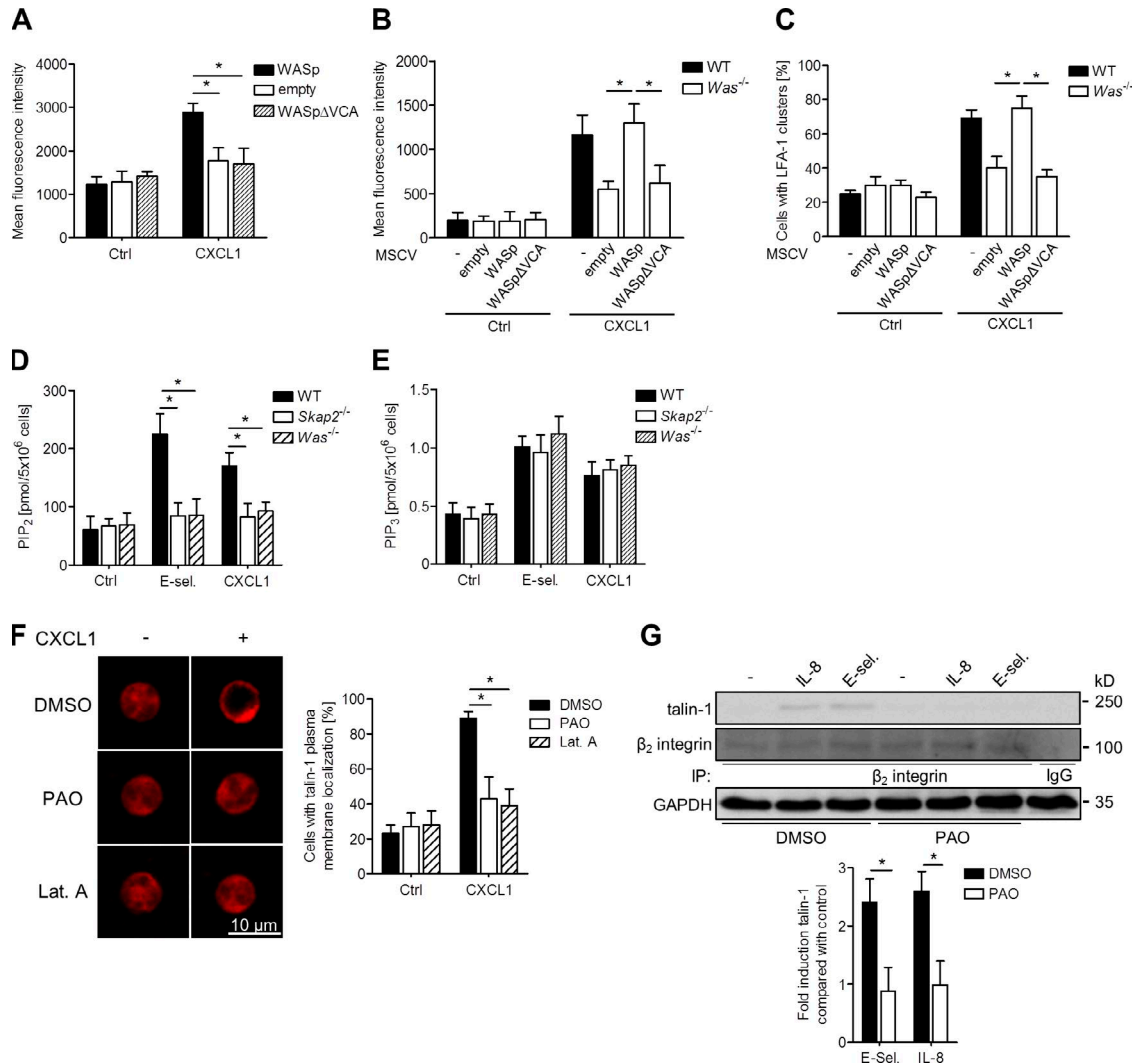 A
Mean fluorescence intensity
4000
3000
2000
1000
0
* 
*
WASp
empty
WASpΔVCA
Ctrl
CXCL1
B
Mean fluorescence intensity
2000
1500
1000
500
0
* *
WT
Was-/-
MSCV
- empty WASp WASpΔVCA - empty WASp WASpΔVCA
Ctrl
CXCL1
C
Cells with LFA-1 clusters [%]
100
80
60
40
20
0
* *
WT
Was-/-
MSCV
- empty WASp WASpΔVCA - empty WASp WASpΔVCA
Ctrl
CXCL1
D
PIP2 [pmol/5x10^6 cells]
300
200
100
0
*
*
*
*
WT
Skap2-/-
Was-/-
Ctrl
E-sel.
CXCL1
E
PIP3 [pmol/5x10^6 cells]
1.5
1.0
0.5
0
WT
Skap2-/-
Was-/-
Ctrl
E-sel.
CXCL1
F
CXCL1 - +
DMSO
PAO
Lat. A
10 μm
Cells with talin-1 plasma
membrane localization [%]
100
80
60
40
20
0
*
*
DMSO
PAO
Lat. A
Ctrl
CXCL1
G
- IL-8 E-sel. - IL-8 E-sel. kD
talin-1 - 250
β2 integrin - 100
IP: β2 integrin IgG
GAPDH - 35
DMSO PAO
Fold induction talin-1
compared with control
3
2
1
0
* *
DMSO
PAO
E-Sel. IL-8